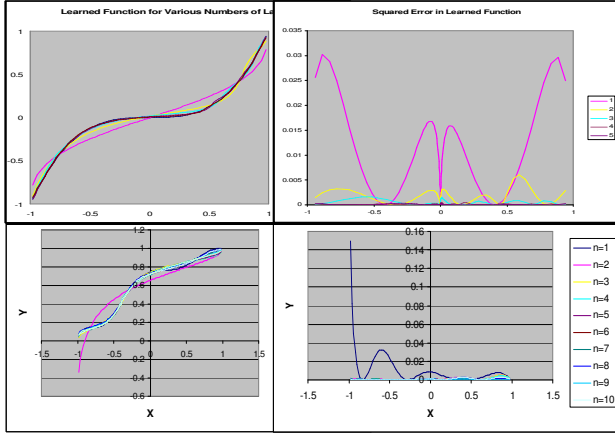 Learned Function for Various Numbers of La
1
0.5
0
-0.5
-1
-1 -0.5 0 0.5 1
Squared Error in Learned Function
0.035
0.03
0.025
0.02
0.015
0.01
0.005
0
-1 -0.5 0 0.5 1
1
2
3
4
5
1.2
1
0.8
0.6
0.4
0.2
0
-0.2
-0.4
-0.6
-1.5 -1 -0.5 0 0.5 1 1.5
Y
X
0.16
0.14
0.12
0.1
0.08
0.06
0.04
0.02
0
-1.5 -1 -0.5 0 0.5 1 1.5
Y
X
n=1
n=2
n=3
n=4
n=5
n=6
n=7
n=8
n=9
n=10